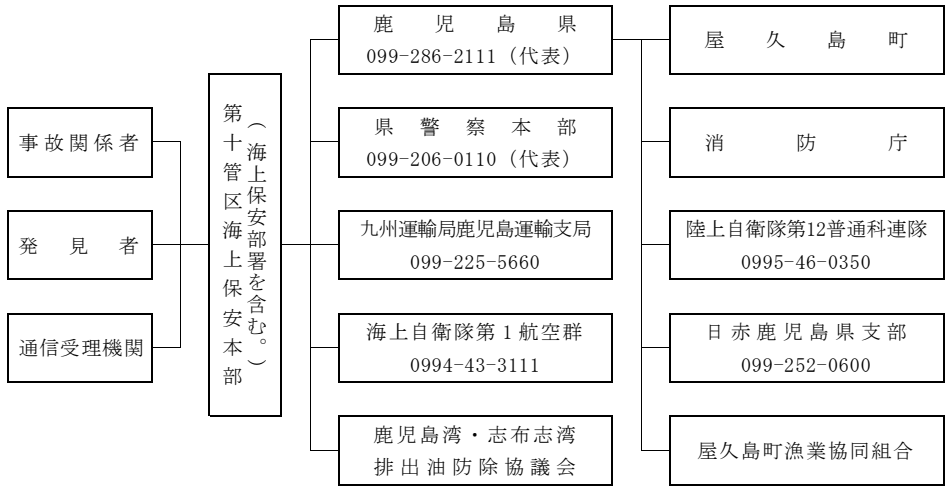 事故関係者
発見者
通信受理機関
第十管区海上保安本部
（海上保安部署を含む。）
鹿児島県
099-286-2111（代表）
県警察本部
099-206-0110（代表）
九州運輸局鹿児島運輸支局
099-225-5660
海上自衛隊第１航空群
0994-43-3111
鹿児島湾・志布志湾
排出油防除協議会
屋久島町
消防庁
陸上自衛隊第12普通科連隊
0995-46-0350
日赤鹿児島県支部
099-252-0600
屋久島町漁業協同組合